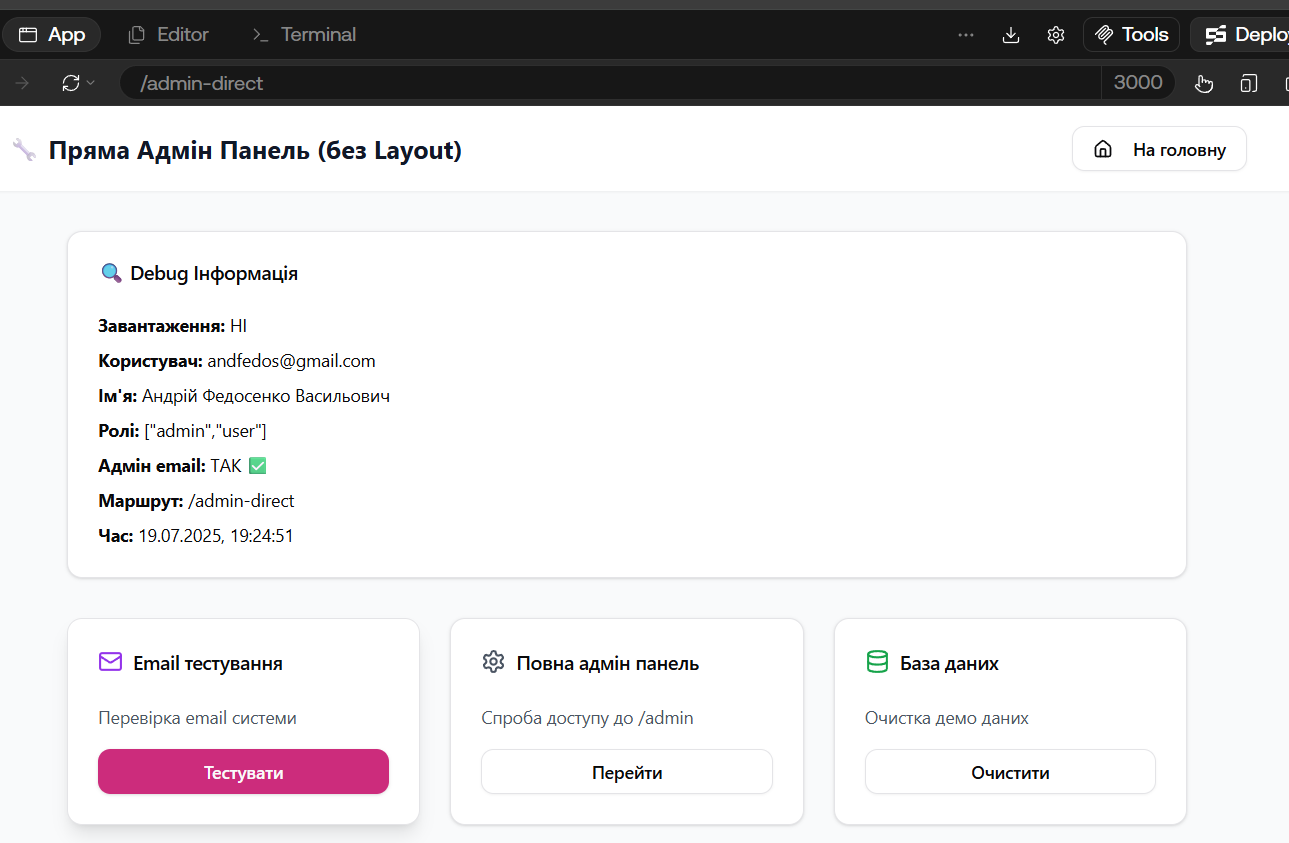 App Editor Terminal Tools
/admin-direct 3000
Пряма Адмін Панель (без Layout) На головну
Debug Інформація
Завантаження: НІ
Користувач: andfedos@gmail.com
Ім'я: Андрій Федосенко Васильович
Ролі: ["admin","user"]
Адмін email: ТАК ✅
Маршрут: /admin-direct
Час: 19.07.2025, 19:24:51
Email тестування
Перевірка email системи
Тестувати
Повна адмін панель
Спроба доступу до /admin
Перейти
База даних
Очистка демо даних
Очистити